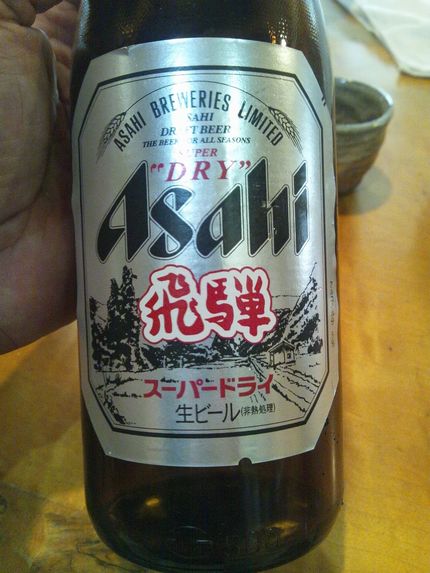 ASAHI BREWERIES LIMITED
ASAHI
DRAFT BEER
THE BEER FOR ALL SEASONS
SUPER
"DRY"
Asahi
飛騨
スーパードライ
生ビール(非熱処理)